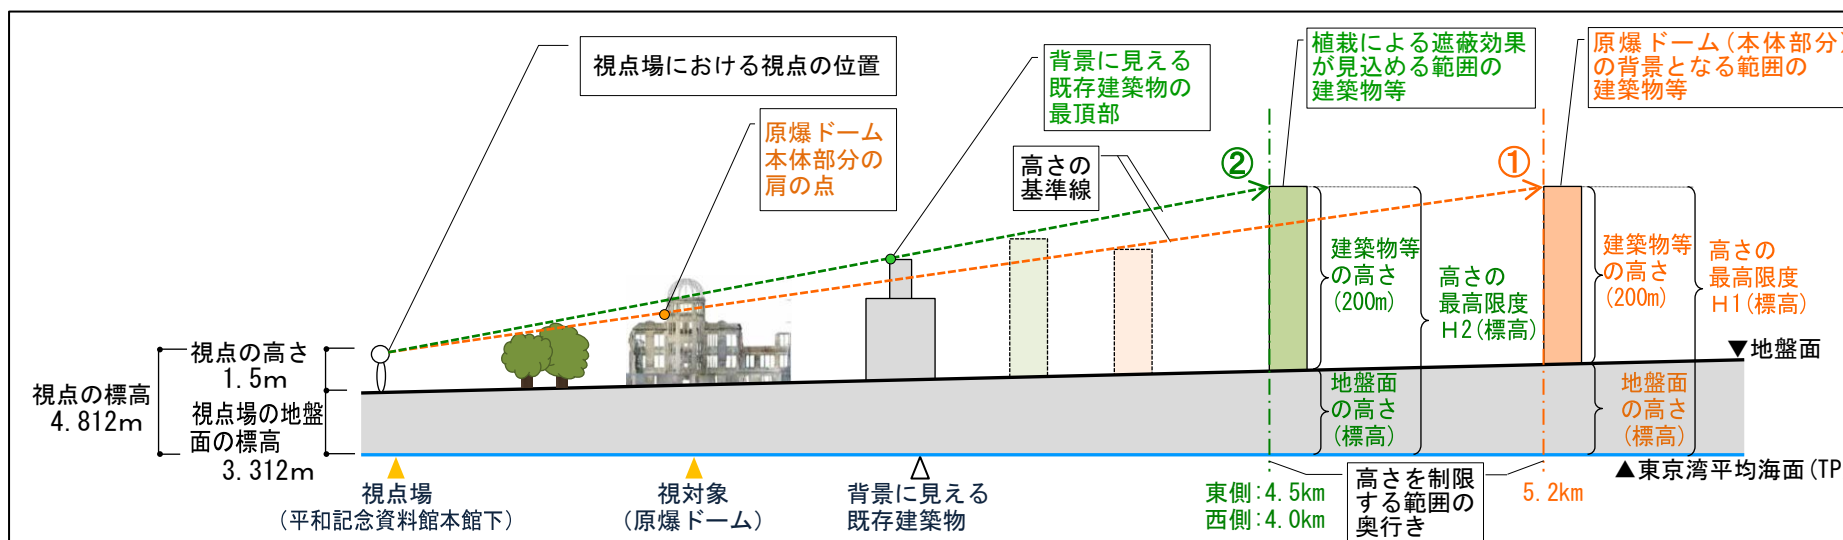 視点場における視点の位置
原爆ドーム
本体部分の
肩の点
背景に見える
既存建築物の
最頂部
高さの
基準線
植栽による遮蔽効果
が見込める範囲の
建築物等
原爆ドーム(本体部分)
の背景となる範囲の
建築物等
②
①
建築物等
の高さ
(200m)
高さの
最高限度
H2(標高)
建築物等
の高さ
(200m)
高さの
最高限度
H1(標高)
▼地盤面
視点の高さ
1.5m
視点の標高
4.812m
視点場の地盤
面の標高
3.312m
地盤面
の高さ
(標高)
地盤面
の高さ
(標高)
▲東京湾平均海面(TP
視点場
(平和記念資料館本館下)
視対象
(原爆ドーム)
背景に見える
既存建築物
東側:4.5km
西側:4.0km
高さを制限
する範囲の
奥行き
5.2km